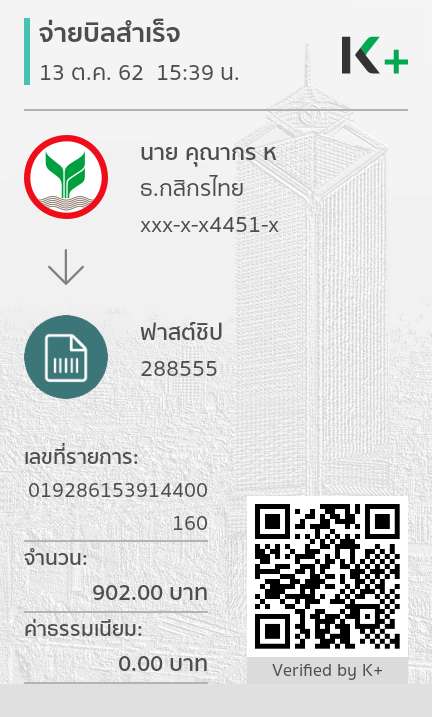 จ่ายบิลสำเร็จ
13 ต.ค. 62 15:39 น.
K+
นาย คุณากร ห
ธ.กสิกรไทย
xxx-x-x4451-x
ฟาสต์ชิป
288555
เลขที่รายการ:
019286153914400
160
จำนวน:
902.00 บาท
ค่าธรรมเนียม:
0.00 บาท
Verified by K+